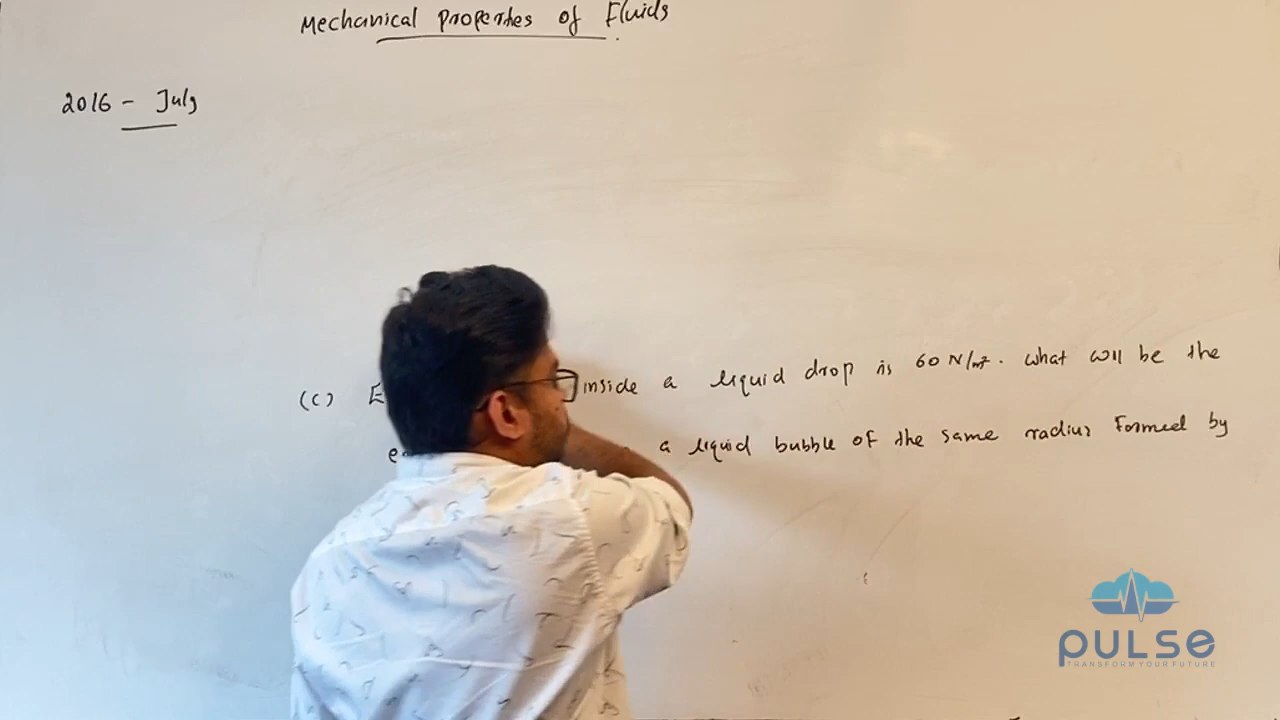 Mechanical Properties of Fluids
2016 - July
(c) inside a liquid drop is 60 N/m². What will be the
a liquid bubble of the same radius formed by
PULSE
TRANSFORM YOUR FUTURE